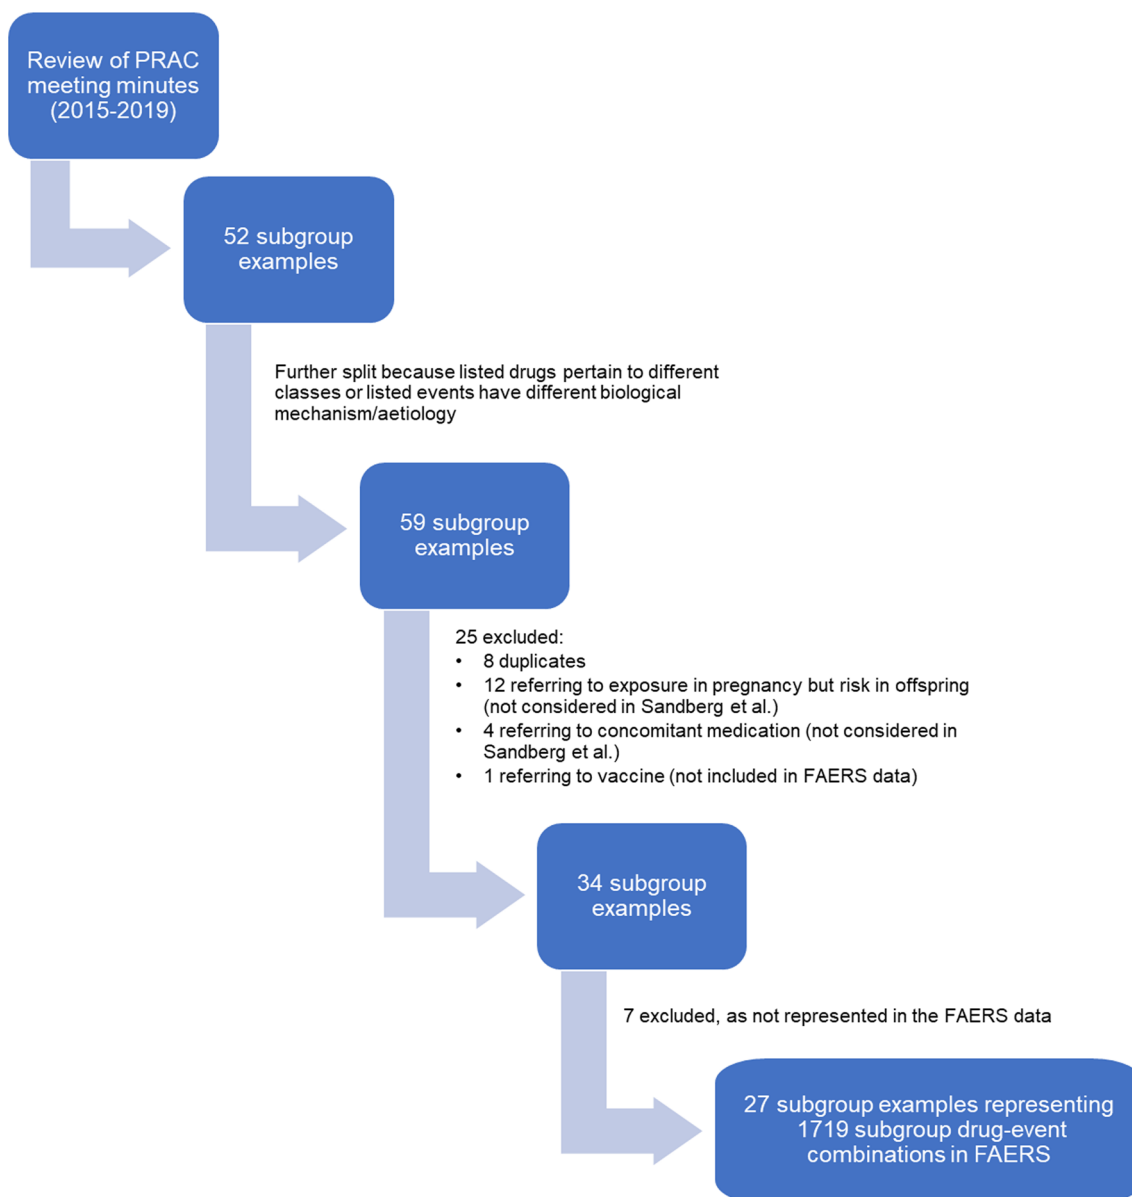 Review of PRAC
meeting minutes
(2015-2019)
52 subgroup
examples
Further split because listed drugs pertain to different
classes or listed events have different biological
mechanism/aetiology
59 subgroup
examples
25 excluded:
• 8 duplicates
• 12 referring to exposure in pregnancy but risk in offspring
(not considered in Sandberg et al.)
• 4 referring to concomitant medication (not considered in
Sandberg et al.)
• 1 referring to vaccine (not included in FAERS data)
34 subgroup
examples
7 excluded, as not represented in the FAERS data
27 subgroup examples representing
1719 subgroup drug-event
combinations in FAERS